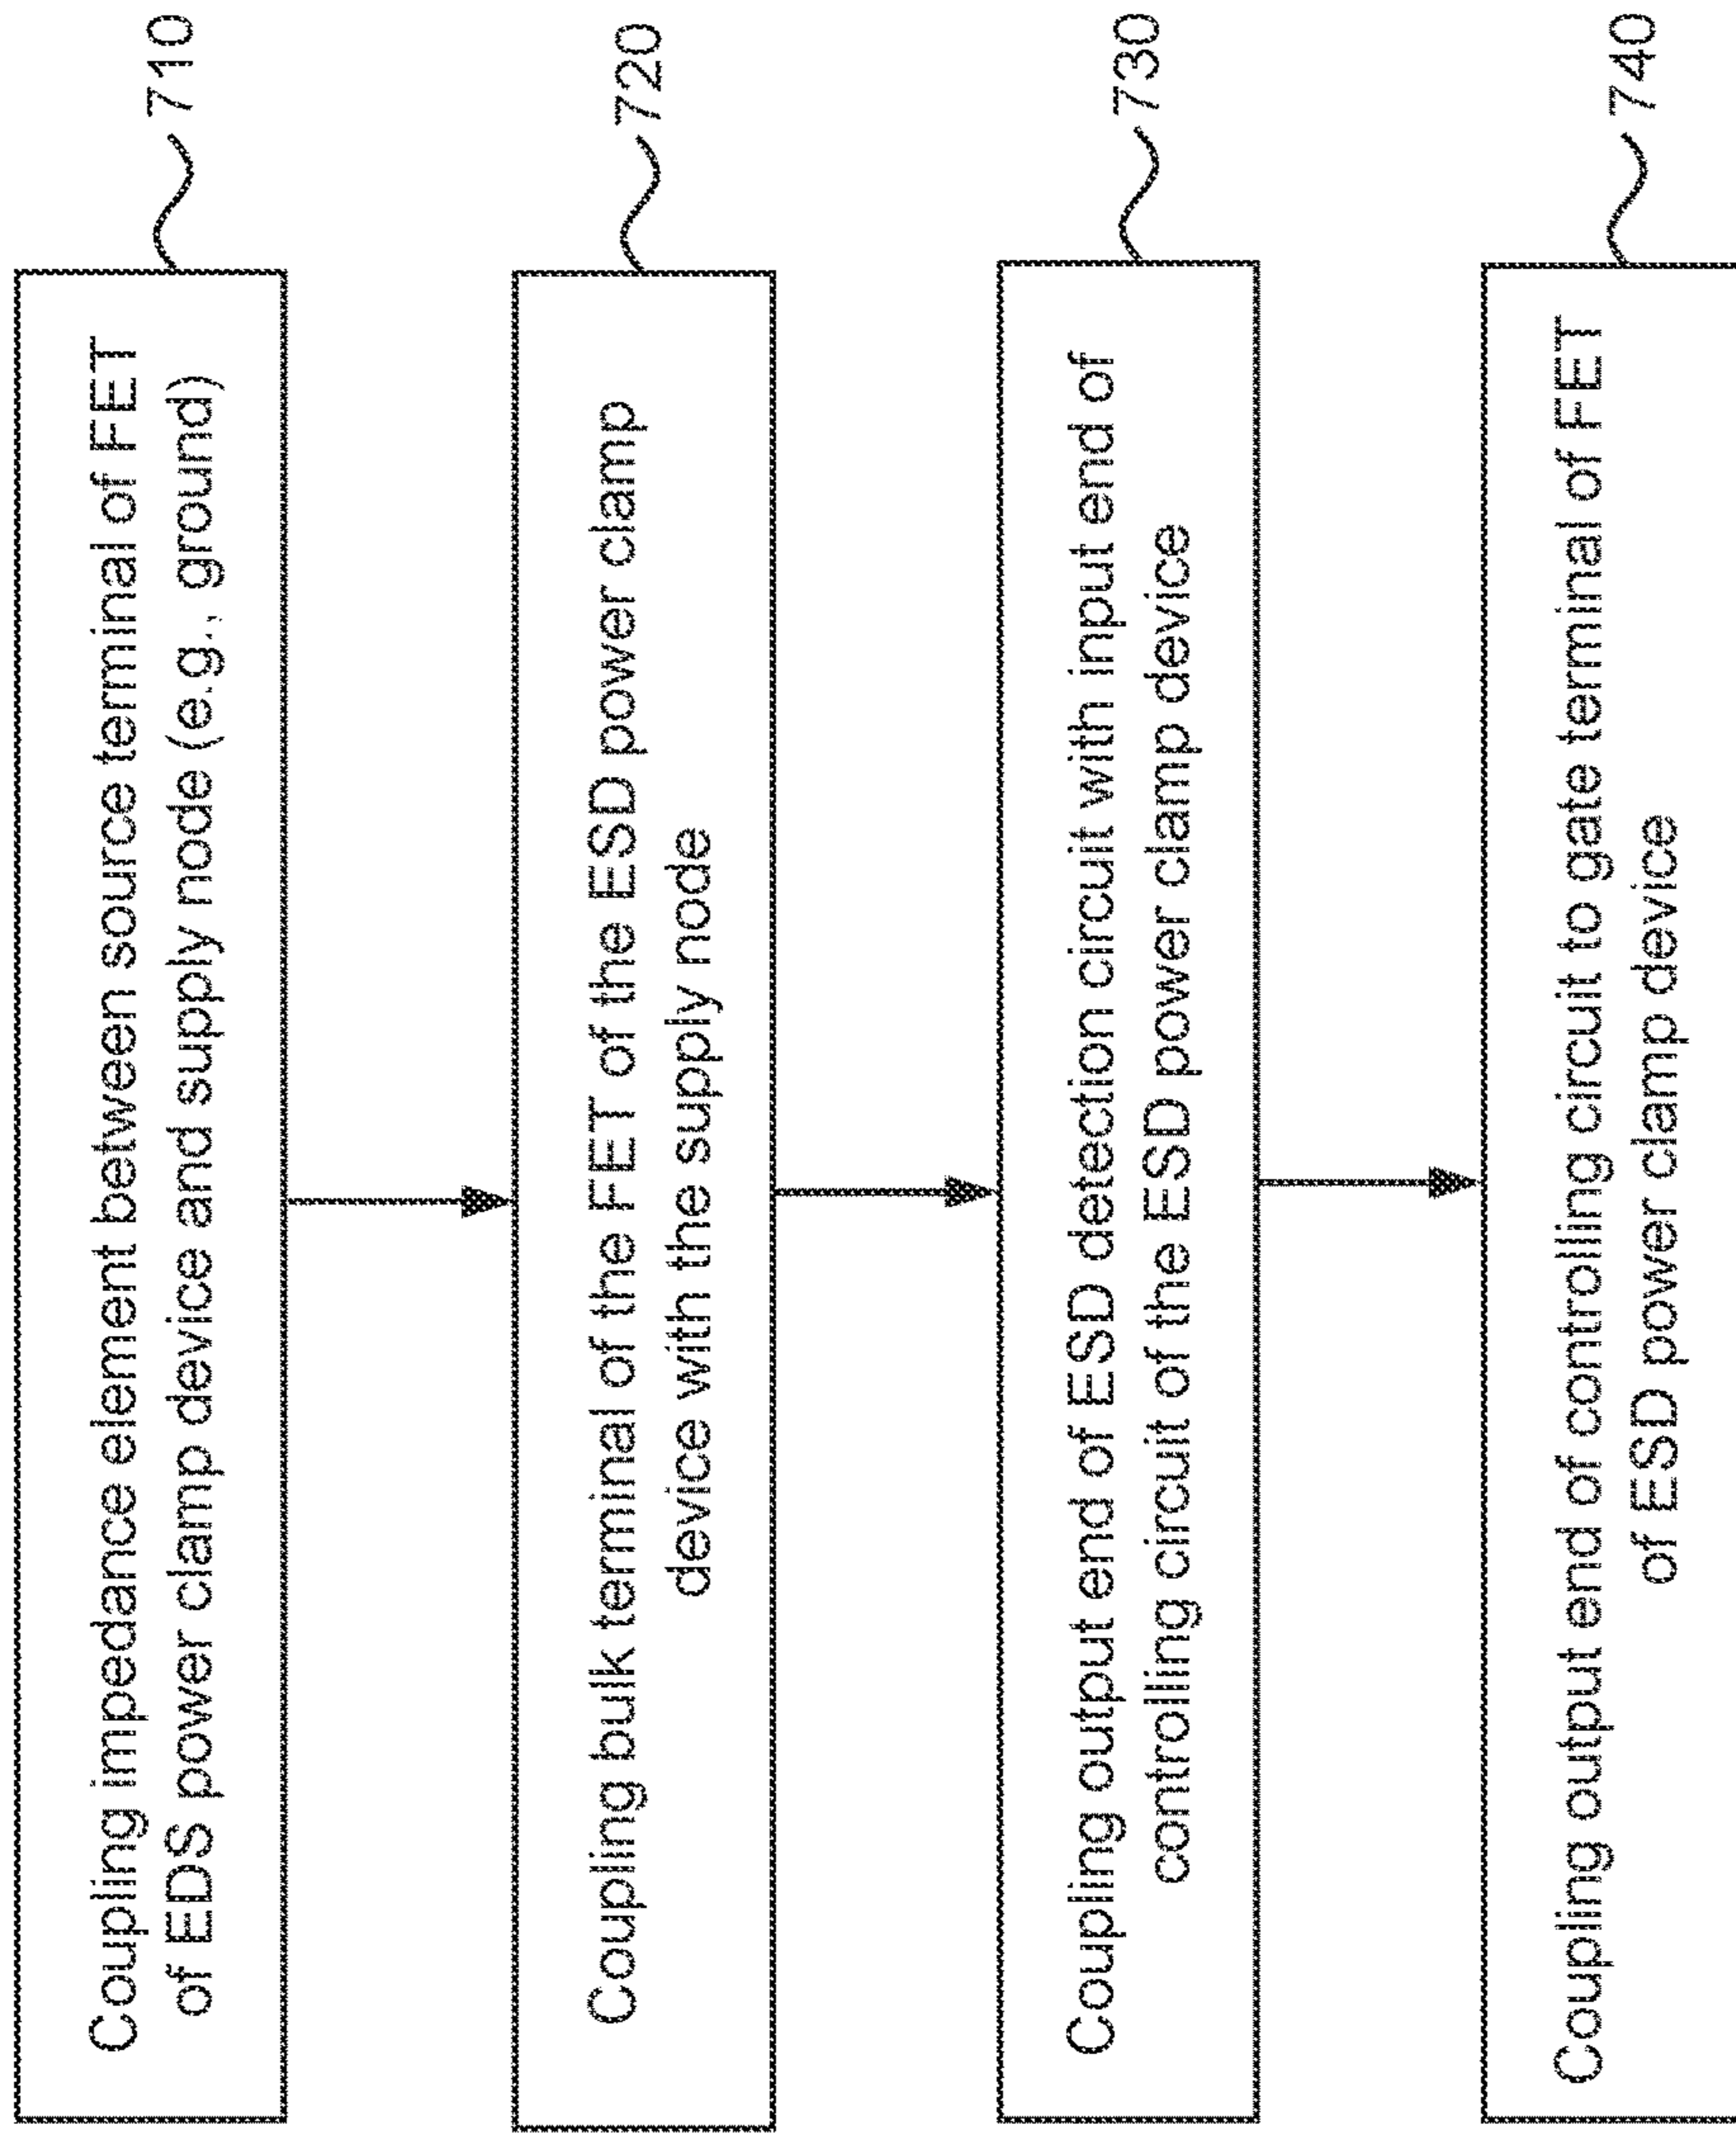 Coupling impedance element between source terminal of FET
of EDS power clamp device and supply node (e.g., ground)
710
Coupling bulk terminal of the FET of the ESD power clamp
device with the supply node
720
Coupling output end of ESD detection circuit with input end of
controlling circuit of the ESD power clamp device
730
Coupling output end of controlling circuit to gate terminal of FET
of ESD power clamp device
740